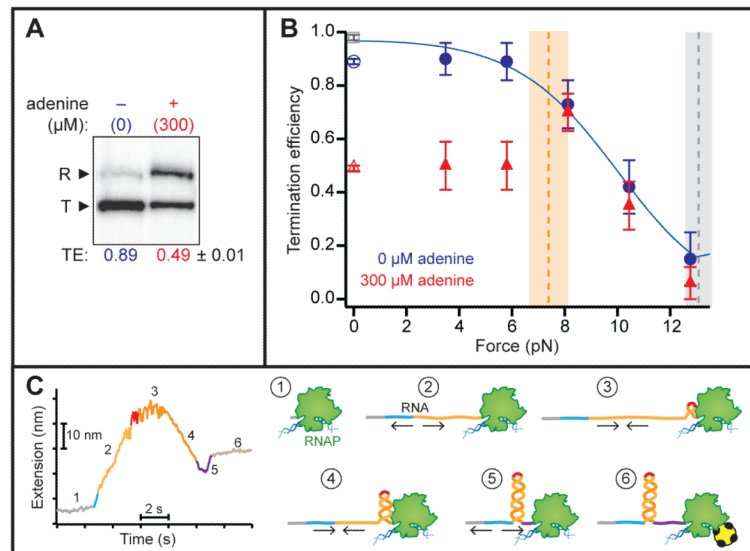 A
adenine – +
(µM): (0) (300)
R
T
TE: 0.89 0.49 ± 0.01
B
Termination efficiency
1.0
0.8
0.6
0.4
0.2
0.0
0 µM adenine
300 µM adenine
0 2 4 6 8 10 12
Force (pN)
C
Extension (nm)
10 nm
1 2 3 4 5 6
2 s
Time (s)
1 2 3
RNA
RNAP
4 5 6